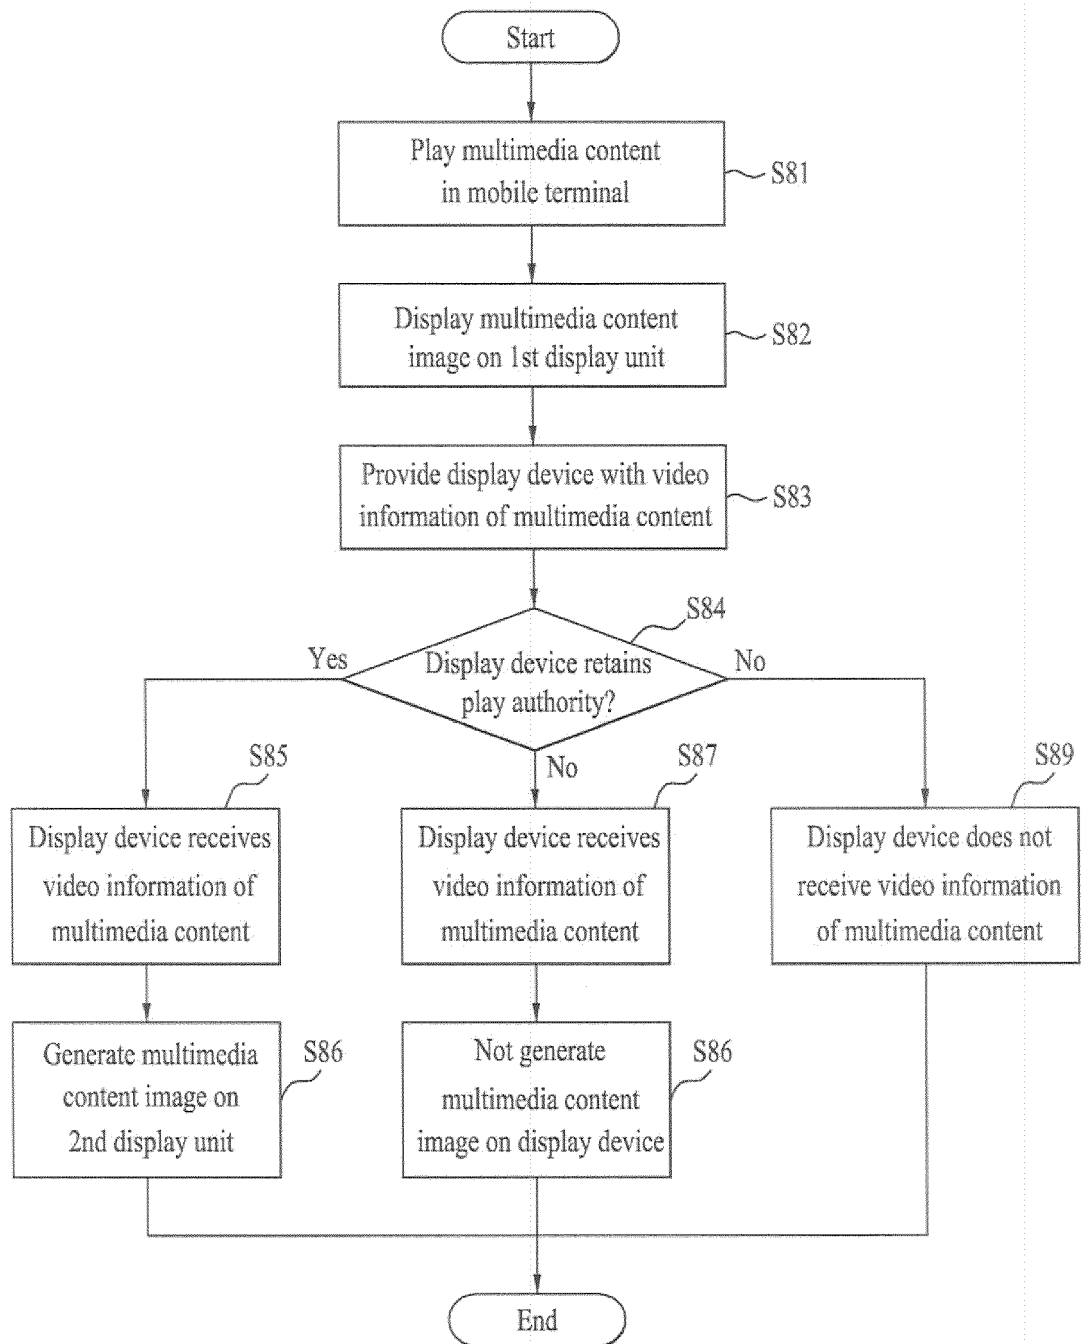 Start
Play multimedia content
in mobile terminal
S81
Display multimedia content
image on 1st display unit
S82
Provide display device with video
information of multimedia content
S83
S84
Display device retains
play authority?
Yes
No
No
S85
Display device receives
video information of
multimedia content
S87
Display device receives
video information of
multimedia content
S89
Display device does not
receive video information
of multimedia content
Generate multimedia
content image on
2nd display unit
S86
Not generate
multimedia content
image on display device
S86
End